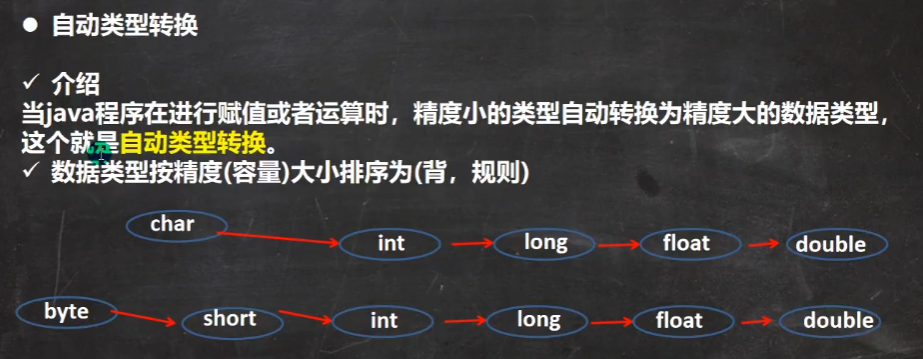 ● 自动类型转换
✓ 介绍
当java程序在进行赋值或者运算时，精度小的类型自动转换为精度大的数据类型，
这个就是自动类型转换。
✓ 数据类型按精度(容量)大小排序为(背，规则)
char int long float double
byte short int long float double